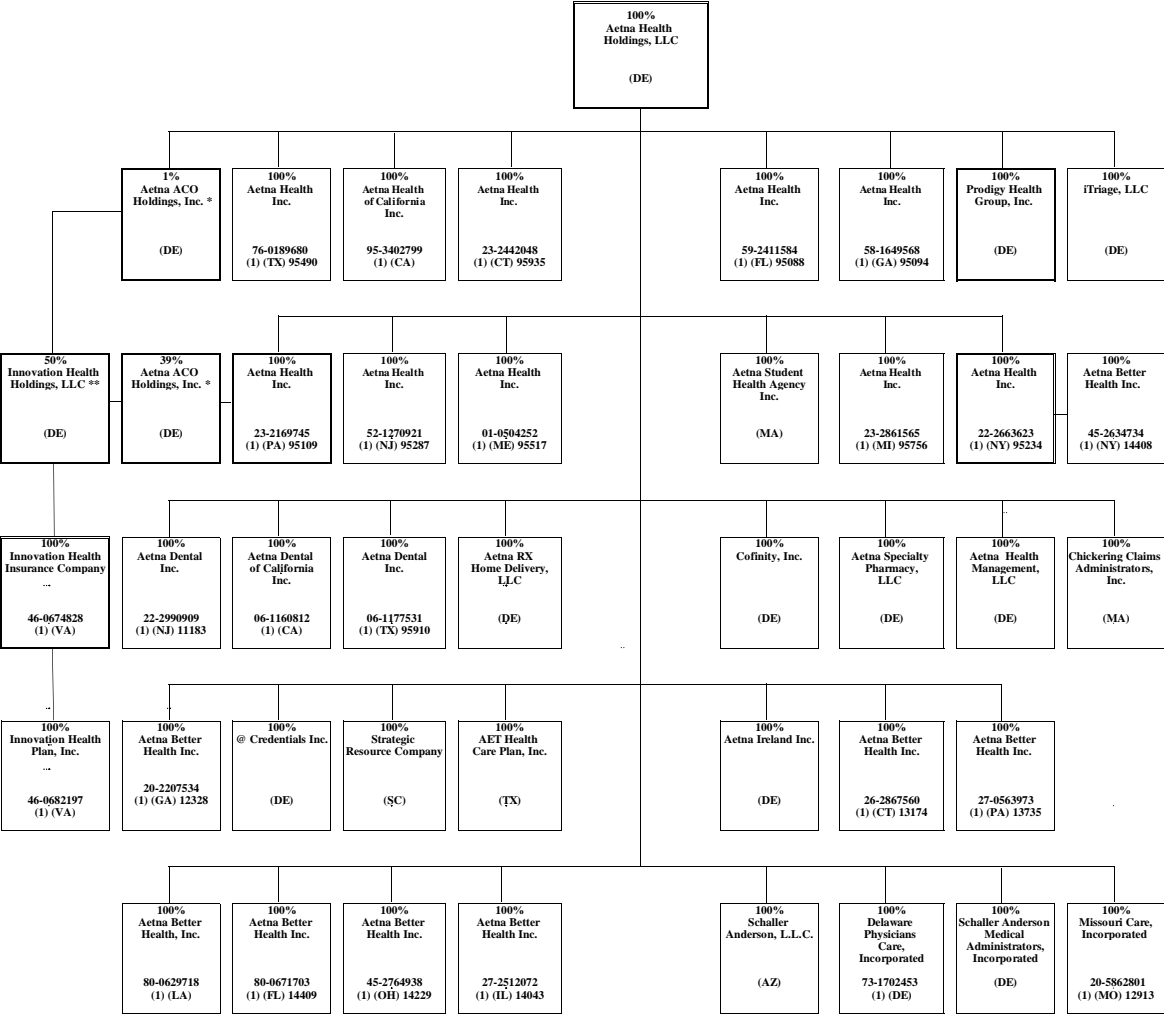 100%
Aetna Health
Holdings, LLC
(DE)
1%
Aetna ACO
Holdings, Inc. *
(DE)
100%
Aetna Health
Inc.
76-0189680
(1) (TX) 95490
100%
Aetna Health
of California
Inc.
95-3402799
(1) (CA)
100%
Aetna Health
Inc.
23-2442048
(1) (CT) 95935
100%
Aetna Health
Inc.
59-2411584
(1) (FL) 95088
100%
Aetna Health
Inc.
58-1649568
(1) (GA) 95094
100%
Prodigy Health
Group, Inc.
(DE)
100%
iTriage, LLC
(DE)
50%
Innovation Health
Holdings, LLC **
(DE)
39%
Aetna ACO
Holdings, Inc. *
(DE)
100%
Aetna Health
Inc.
23-2169745
(1) (PA) 95109
100%
Aetna Health
Inc.
52-1270921
(1) (NJ) 95287
100%
Aetna Health
Inc.
01-0504252
(1) (ME) 95517
100%
Aetna Student
Health Agency
Inc.
(MA)
100%
Aetna Health
Inc.
23-2861565
(1) (MI) 95756
100%
Aetna Health
Inc.
22-2663623
(1) (NY) 95234
100%
Aetna Better
Health Inc.
45-2634734
(1) (NY) 14408
100%
Innovation Health
Insurance Company
46-0674828
(1) (VA)
100%
Aetna Dental
Inc.
22-2990909
(1) (NJ) 11183
100%
Aetna Dental
of California
Inc.
06-1160812
(1) (CA)
100%
Aetna Dental
Inc.
06-1177531
(1) (TX) 95910
100%
Aetna RX
Home Delivery,
LLC
(DE)
100%
Cofinity, Inc.
(DE)
100%
Aetna Specialty
Pharmacy,
LLC
(DE)
100%
Aetna Health
Management,
LLC
(DE)
100%
Chickering Claims
Administrators,
Inc.
(MA)
100%
Innovation Health
Plan, Inc.
46-0682197
(1) (VA)
100%
Aetna Better
Health Inc.
20-2207534
(1) (GA) 12328
100%
@ Credentials Inc.
(DE)
100%
Strategic
Resource Company
(SC)
100%
AET Health
Care Plan, Inc.
(TX)
100%
Aetna Ireland Inc.
(DE)
100%
Aetna Better
Health Inc.
26-2867560
(1) (CT) 13174
100%
Aetna Better
Health Inc.
27-0563973
(1) (PA) 13735
100%
Aetna Better
Health, Inc.
80-0629718
(1) (LA)
100%
Aetna Better
Health Inc.
80-0671703
(1) (FL) 14409
100%
Aetna Better
Health Inc.
45-2764938
(1) (OH) 14229
100%
Aetna Better
Health Inc.
27-2512072
(1) (IL) 14043
100%
Schaller
Anderson, L.L.C.
(AZ)
100%
Delaware
Physicians
Care,
Incorporated
73-1702453
(1) (DE)
100%
Schaller Anderson
Medical
Administrators,
Incorporated
(DE)
100%
Missouri Care,
Incorporated
20-5862801
(1) (MO) 12913